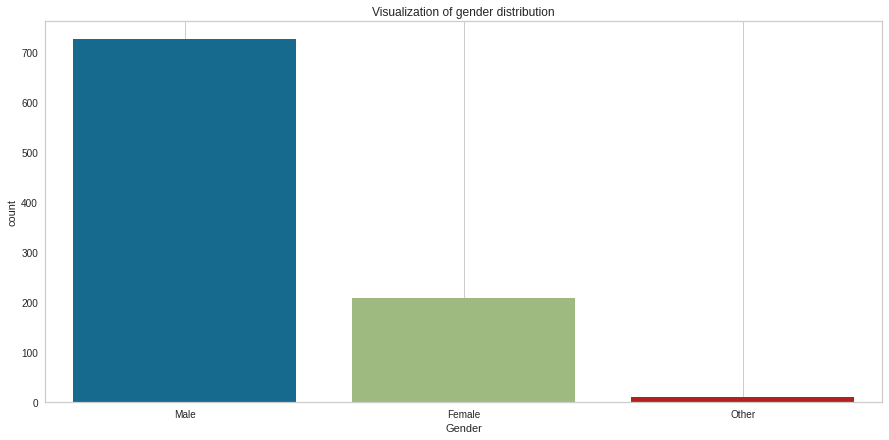 Visualization of gender distribution
700
600
500
400
300
200
100
0
count
Male Female Other
Gender